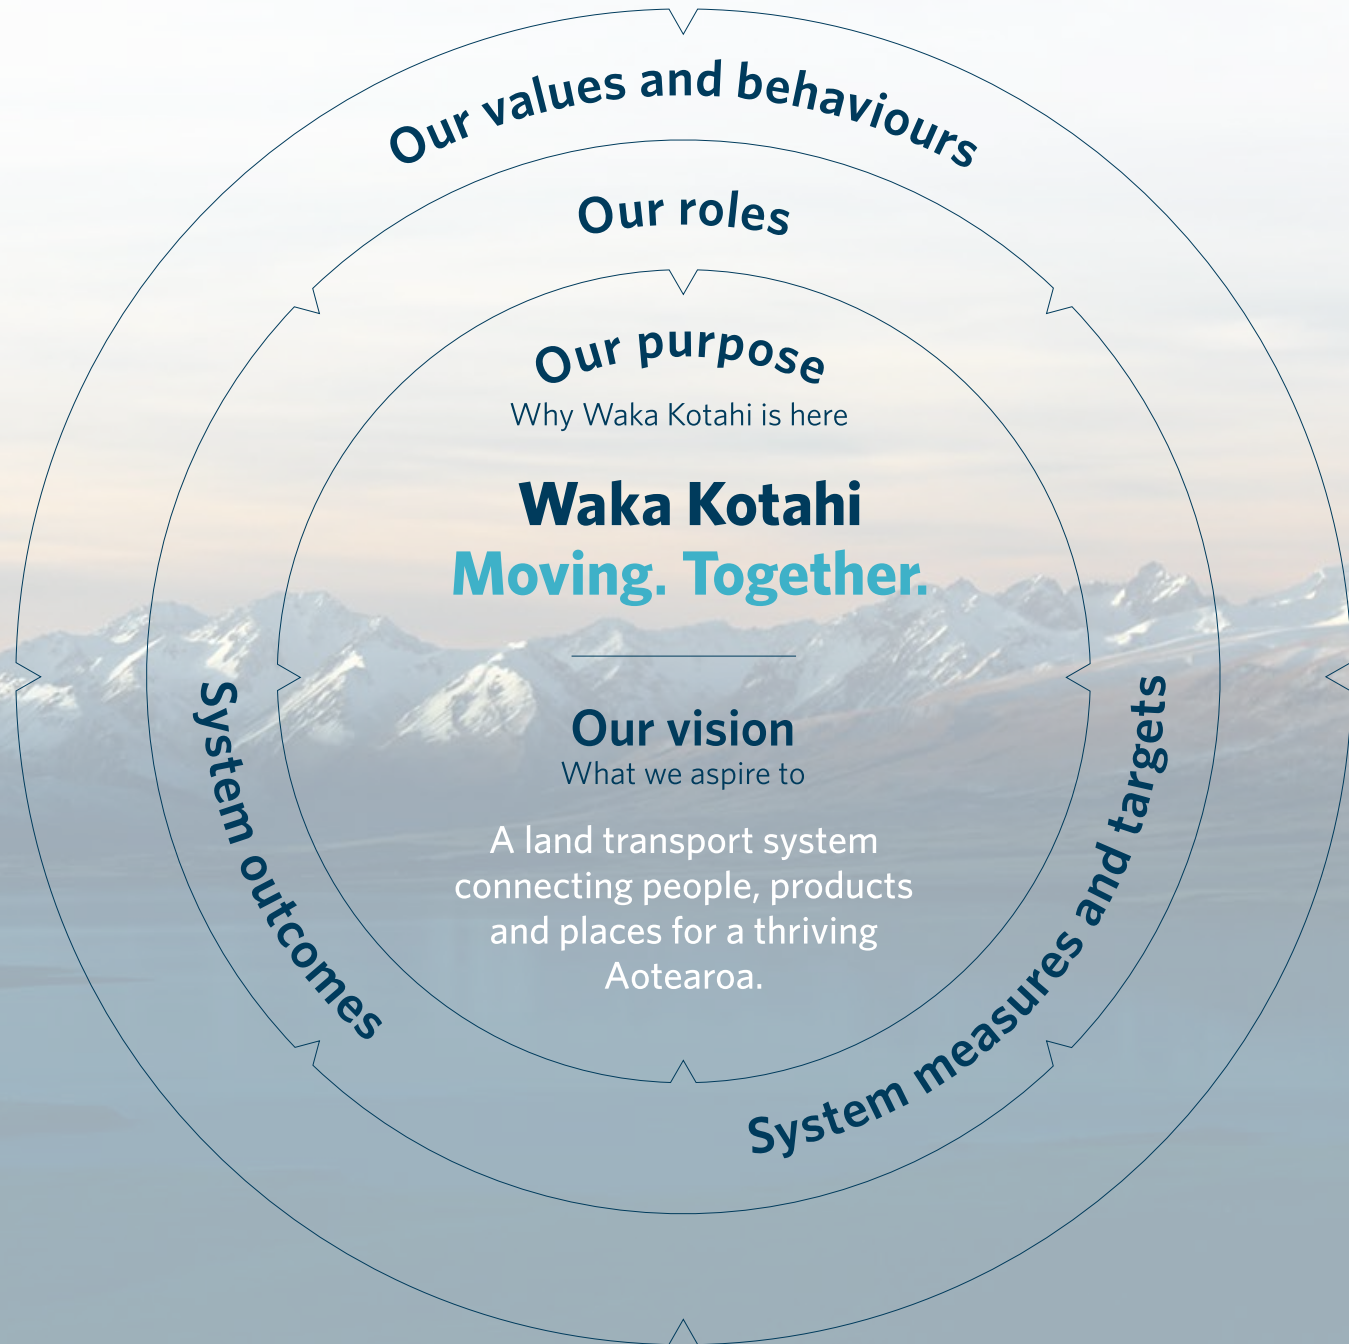 Our values and behaviours
Our roles
Our purpose
Why Waka Kotahi is here
Waka Kotahi
Moving. Together.
Our vision
What we aspire to
A land transport system
connecting people, products
and places for a thriving
Aotearoa.
System outcomes
System measures and targets